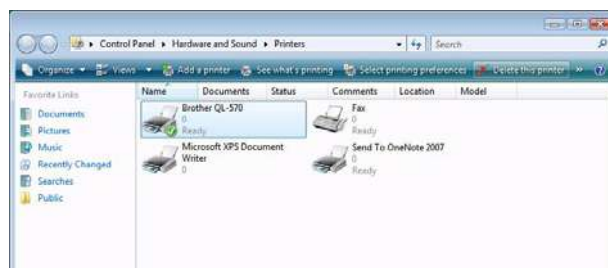 Control Panel ▸ Hardware and Sound ▸ Printers
Search
Organize Views Add a printer See what's printing Select printing preferences Delete this printer »
Favorite Links
Documents
Pictures
Music
Recently Changed
Searches
Public
Name Documents Status Comments Location Model
Brother QL-570
0
Ready
Fax
0
Ready
Microsoft XPS Document
Writer
0
Send To OneNote 2007
0
Ready